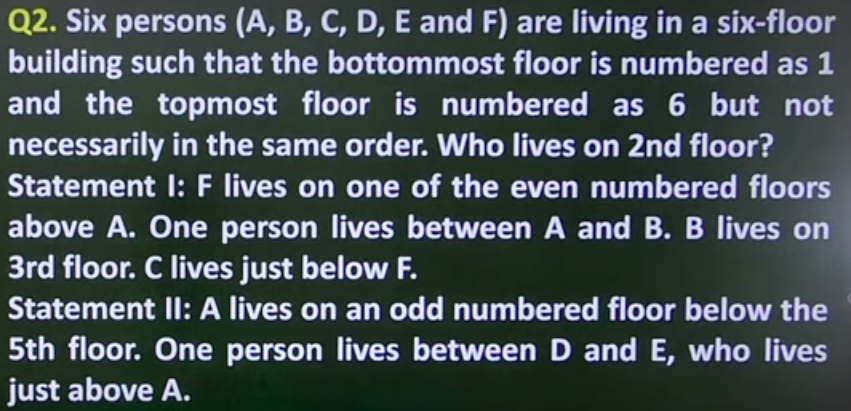 Q2. Six persons (A, B, C, D, E and F) are living in a six-floor
building such that the bottommost floor is numbered as 1
and the topmost floor is numbered as 6 but not
necessarily in the same order. Who lives on 2nd floor?
Statement I: F lives on one of the even numbered floors
above A. One person lives between A and B. B lives on
3rd floor. C lives just below F.
Statement II: A lives on an odd numbered floor below the
5th floor. One person lives between D and E, who lives
just above A.